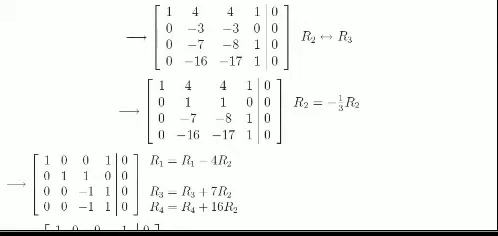 ⟶ [ 1 4 4 1 | 0 ]
[ 0 −3 −3 0 | 0 ] R₂ ↔ R₃
[ 0 −7 −8 1 | 0 ]
[ 0 −16 −17 1 | 0 ]
⟶ [ 1 4 4 1 | 0 ]
[ 0 1 1 0 | 0 ] R₂ = −⅓R₂
[ 0 −7 −8 1 | 0 ]
[ 0 −16 −17 1 | 0 ]
⟶ [ 1 0 0 1 | 0 ] R₁ = R₁ − 4R₂
[ 0 1 1 0 | 0 ]
[ 0 0 −1 1 | 0 ] R₃ = R₃ + 7R₂
[ 0 0 −1 1 | 0 ] R₄ = R₄ + 16R₂